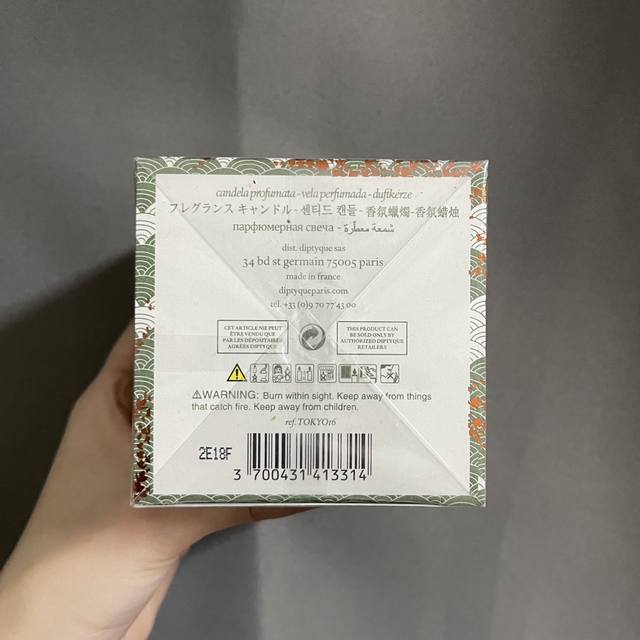 candela profumata - vela perfumada - duftkerze
フレグランス キャンドル - 센티드 캔들 - 香氛蠟燭-香氛蜡烛
парфюмерная свеча - شمعة معطّرة
dist. diptyque sas
34 bd st germain 75005 paris
made in france
diptyqueparis.com
tél. +33 (0)9 70 77 43 00
CET ARTICLE NE PEUT
ÊTRE VENDU QUE
PAR LES DÉPOSITAIRES
AGRÉÉS DIPTYQUE
THIS PRODUCT CAN
BE SOLD ONLY BY
AUTHORIZED DIPTYQUE
RETAILERS
⚠WARNING: Burn within sight. Keep away from things
that catch fire. Keep away from children.
ref. TOKYO16
2E18F
3 700431 413314